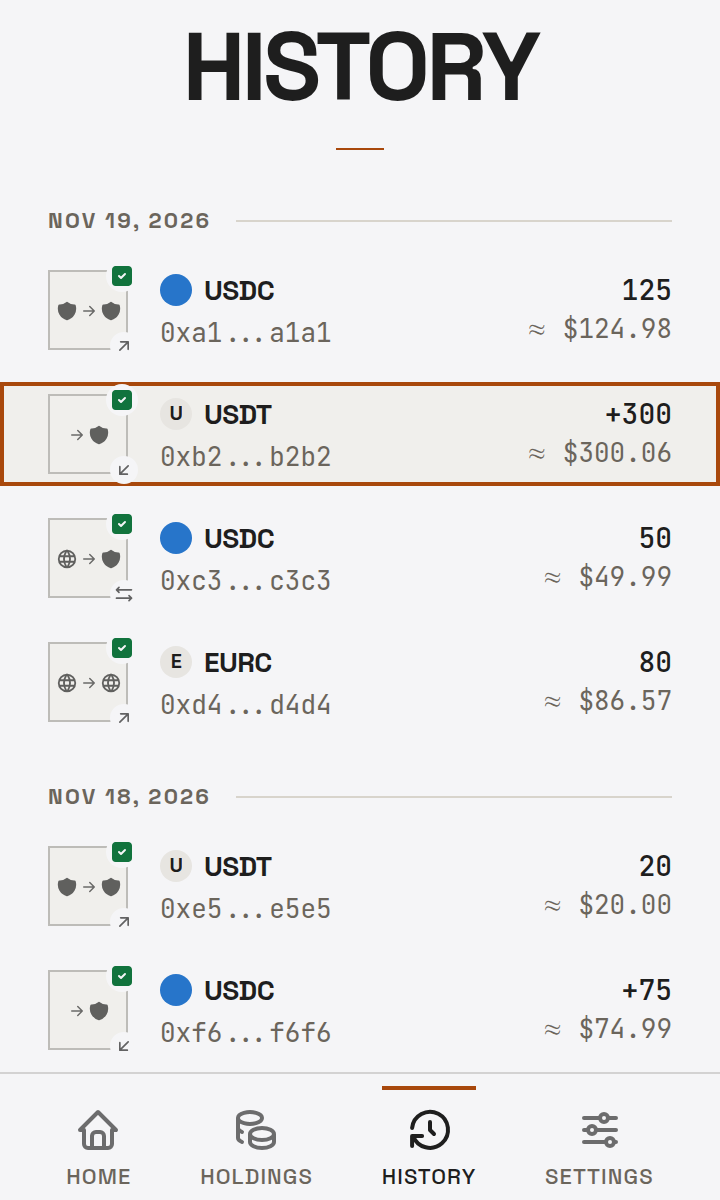 HISTORY
NOV 19, 2026
USDC 125
0xa1...a1a1 ≈ $124.98
U USDT +300
0xb2...b2b2 ≈ $300.06
USDC 50
0xc3...c3c3 ≈ $49.99
E EURC 80
0xd4...d4d4 ≈ $86.57
NOV 18, 2026
U USDT 20
0xe5...e5e5 ≈ $20.00
USDC +75
0xf6...f6f6 ≈ $74.99
HOME HOLDINGS HISTORY SETTINGS